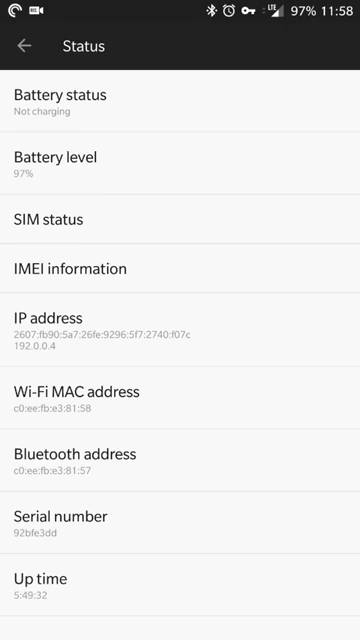 LTE 97% 11:58
Status
Battery status
Not charging
Battery level
97%
SIM status
IMEI information
IP address
2607:fb90:5a7:26fe:9296:5f7:2740:f07c
192.0.0.4
Wi-Fi MAC address
c0:ee:fb:e3:81:58
Bluetooth address
c0:ee:fb:e3:81:57
Serial number
92bfe3dd
Up time
5:49:32